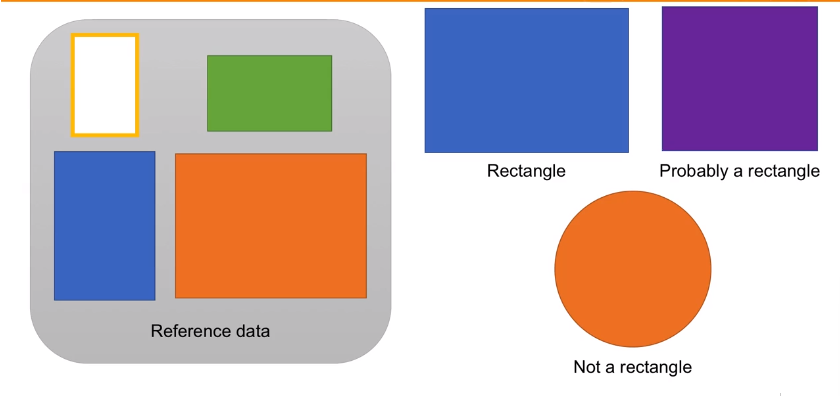 Rectangle
Probably a rectangle
Reference data
Not a rectangle